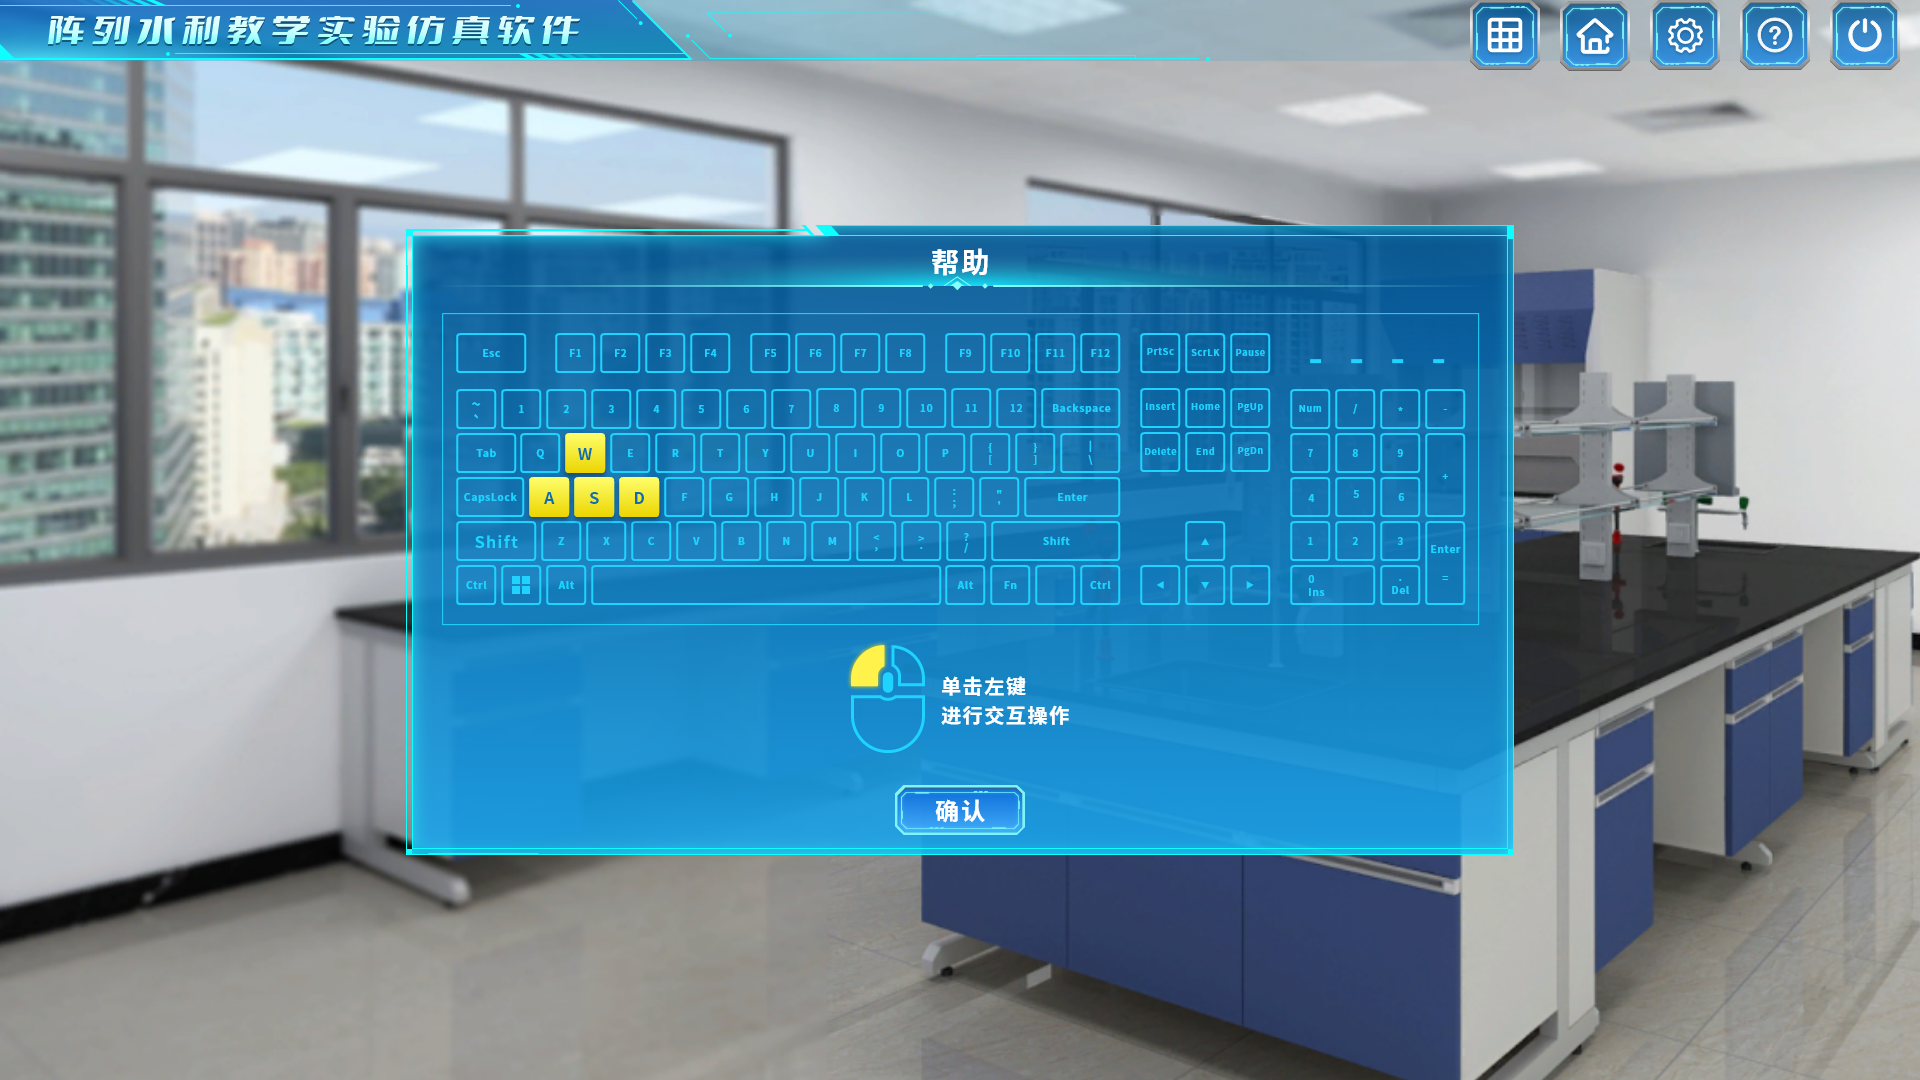 阵列水利教学实验仿真软件
帮助
Esc F1 F2 F3 F4 F5 F6 F7 F8 F9 F10 F11 F12 PrtSc ScrLK Pause
~ 1 2 3 4 5 6 7 8 9 10 11 12 Backspace Insert Home PgUp Num / * -
、
Tab Q W E R T Y U I O P { } | Delete End PgDn 7 8 9 +
[ ] \
CapsLock A S D F G H J K L : " Enter 4 5 6
; '
Shift Z X C V B N M < > ? Shift ▲ 1 2 3 Enter
, . /
Ctrl Alt Alt Fn Ctrl ◄ ▼ ► 0 . =
Ins Del
单击左键
进行交互操作
确认